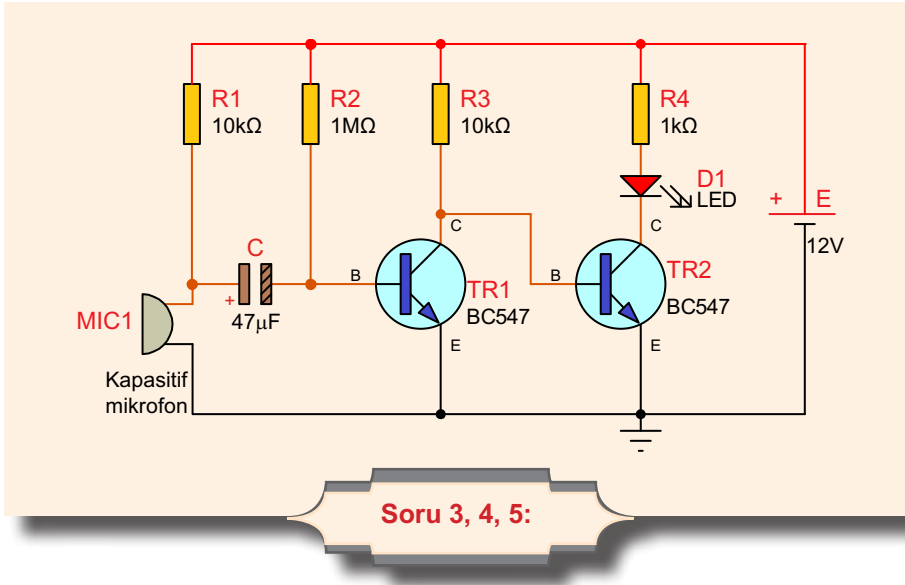 R1
10kΩ
R2
1MΩ
R3
10kΩ
R4
1kΩ
D1
LED
+ E
12V
C
+
47µF
B
C
TR1
BC547
E
B
C
TR2
BC547
E
MIC1
Kapasitif
mikrofon
Soru 3, 4, 5: